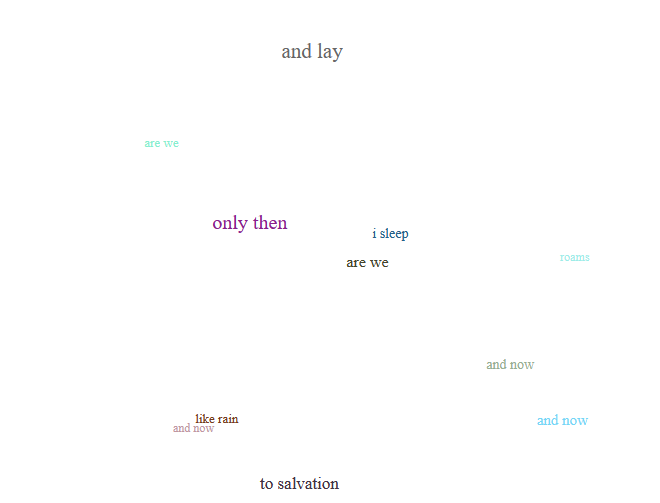 and lay
are we
only then
i sleep
are we
roams
and now
like rain
and now
and now
to salvation